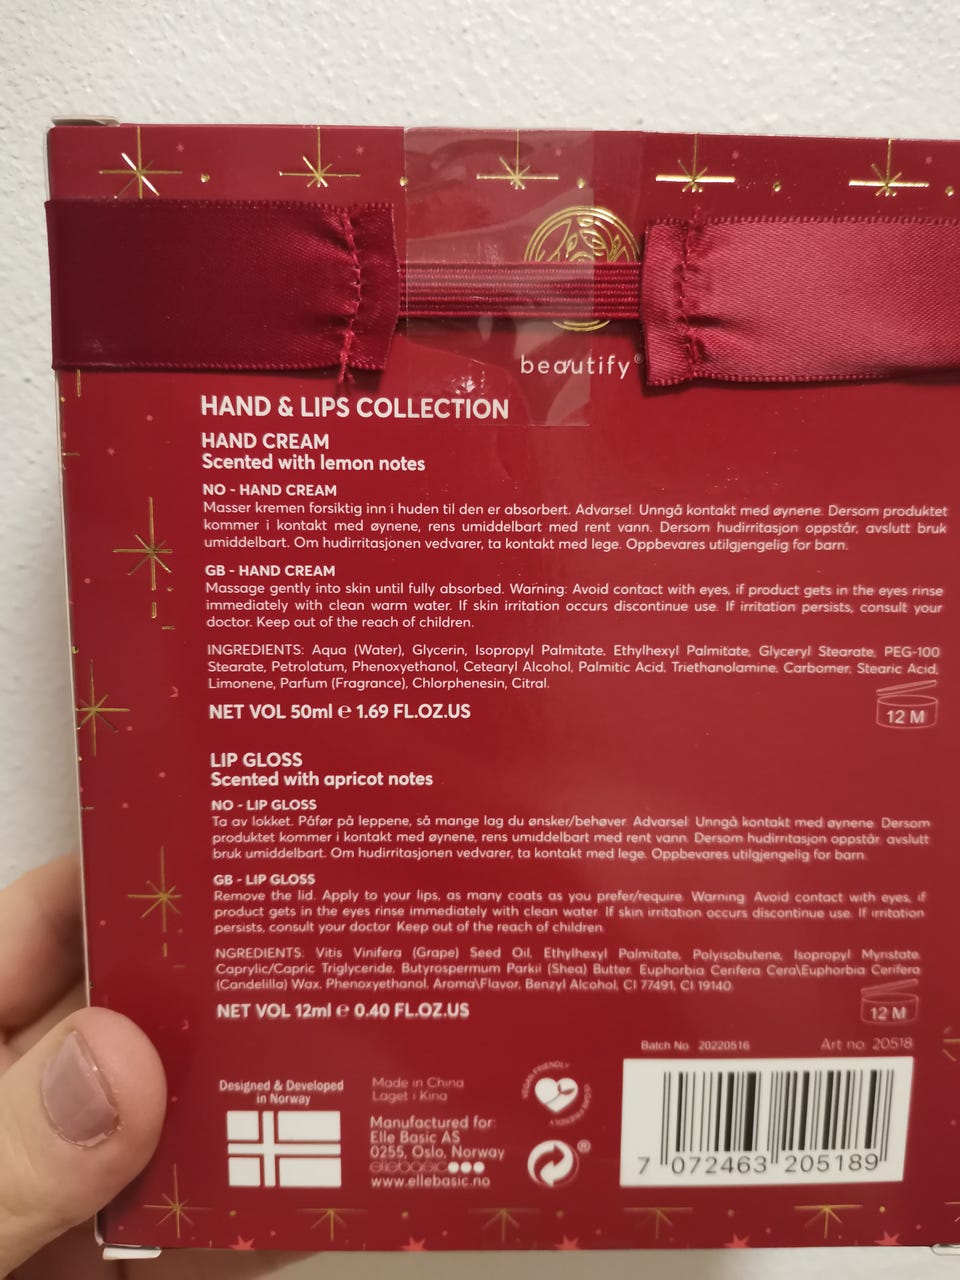 beautify®
HAND & LIPS COLLECTION
HAND CREAM
Scented with lemon notes
NO - HAND CREAM
Masser kremen forsiktig inn i huden til den er absorbert. Advarsel. Unngå kontakt med øynene. Dersom produktet
kommer i kontakt med øynene, rens umiddelbart med rent vann. Dersom hudirritasjon oppstår, avslutt bruk
umiddelbart. Om hudirritasjonen vedvarer, ta kontakt med lege. Oppbevares utilgjengelig for barn.
GB - HAND CREAM
Massage gently into skin until fully absorbed. Warning: Avoid contact with eyes, if product gets in the eyes rinse
immediately with clean warm water. If skin irritation occurs discontinue use. If irritation persists, consult your
doctor. Keep out of the reach of children.
INGREDIENTS: Aqua (Water), Glycerin, Isopropyl Palmitate, Ethylhexyl Palmitate, Glyceryl Stearate, PEG-100
Stearate, Petrolatum, Phenoxyethanol, Cetearyl Alcohol, Palmitic Acid, Triethanolamine, Carbomer, Stearic Acid,
Limonene, Parfum (Fragrance), Chlorphenesin, Citral.
NET VOL 50ml ℮ 1.69 FL.OZ.US
12 M
LIP GLOSS
Scented with apricot notes
NO - LIP GLOSS
Ta av lokket. Påfør på leppene, så mange lag du ønsker/behøver. Advarsel: Unngå kontakt med øynene. Dersom
produktet kommer i kontakt med øynene, rens umiddelbart med rent vann. Dersom hudirritasjon oppstår, avslutt
bruk umiddelbart. Om hudirritasjonen vedvarer, ta kontakt med lege. Oppbevares utilgjengelig for barn.
GB - LIP GLOSS
Remove the lid. Apply to your lips, as many coats as you prefer/require. Warning: Avoid contact with eyes, if
product gets in the eyes rinse immediately with clean water. If skin irritation occurs discontinue use. If irritation
persists, consult your doctor. Keep out of the reach of children.
NGREDIENTS: Vitis Vinifera (Grape) Seed Oil, Ethylhexyl Palmitate, Polyisobutene, Isopropyl Myristate,
Caprylic/Capric Triglyceride, Butyrospermum Parkii (Shea) Butter, Euphorbia Cerifera Cera\Euphorbia Cerifera
(Candelilla) Wax, Phenoxyethanol, Aroma\Flavor, Benzyl Alcohol, CI 77491, CI 19140.
NET VOL 12ml ℮ 0.40 FL.OZ.US
12 M
Batch No. 20220516
Art no. 20518
Designed & Developed
in Norway
Made in China
Laget i Kina
Manufactured for:
Elle Basic AS
0255, Oslo, Norway
ellebasic
www.ellebasic.no
VEGAN FRIENDLY
VEGAN FRIENDLY
®
7 072463 205189